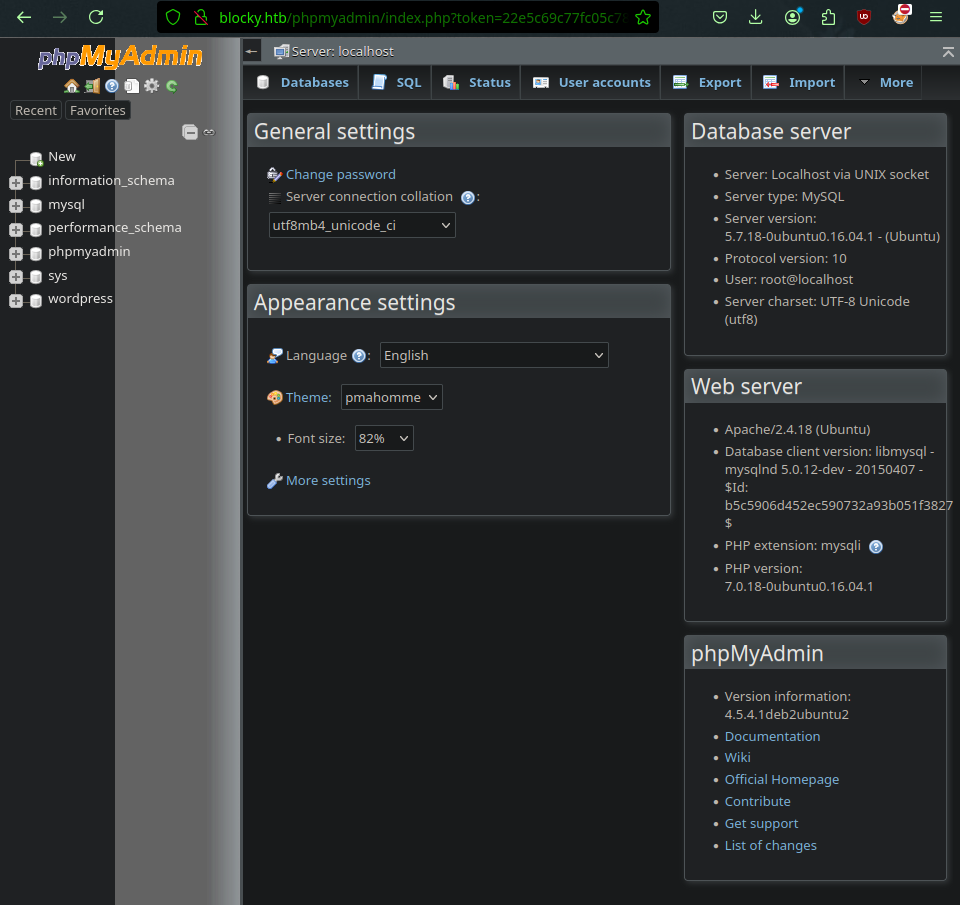 blocky.htb/phpmyadmin/index.php?token=22e5c69c77fc05c78
phpMyAdmin
Recent
Favorites
New
information_schema
mysql
performance_schema
phpmyadmin
sys
wordpress
Server: localhost
Databases
SQL
Status
User accounts
Export
Import
More
General settings
Change password
Server connection collation :
utf8mb4_unicode_ci
Appearance settings
Language : English
Theme: pmahomme
• Font size: 82%
More settings
Database server
• Server: Localhost via UNIX socket
• Server type: MySQL
• Server version:
5.7.18-0ubuntu0.16.04.1 - (Ubuntu)
• Protocol version: 10
• User: root@localhost
• Server charset: UTF-8 Unicode
(utf8)
Web server
• Apache/2.4.18 (Ubuntu)
• Database client version: libmysql -
mysqlnd 5.0.12-dev - 20150407 -
$Id:
b5c5906d452ec590732a93b051f3827
$
• PHP extension: mysqli
• PHP version:
7.0.18-0ubuntu0.16.04.1
phpMyAdmin
• Version information:
4.5.4.1deb2ubuntu2
• Documentation
• Wiki
• Official Homepage
• Contribute
• Get support
• List of changes